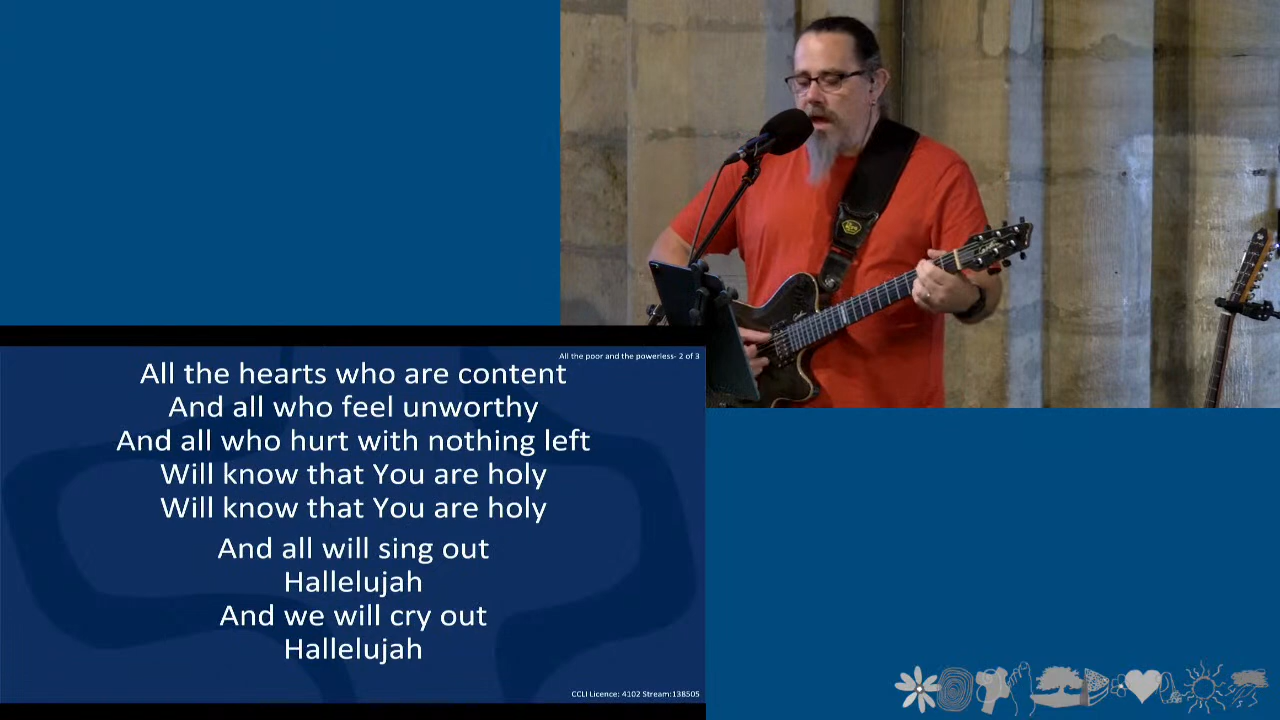 All the poor and the powerless- 2 of 3
All the hearts who are content
And all who feel unworthy
And all who hurt with nothing left
Will know that You are holy
Will know that You are holy
And all will sing out
Hallelujah
And we will cry out
Hallelujah
CCLI Licence: 4102 Stream:138505